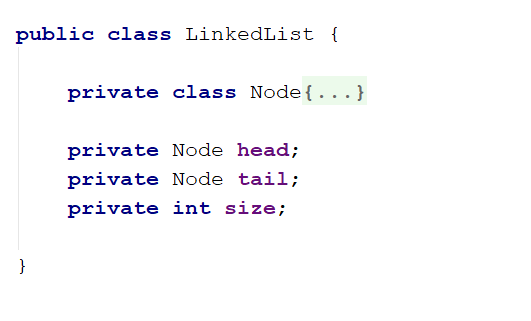 public class LinkedList {
private class Node{...}
private Node head;
private Node tail;
private int size;
}